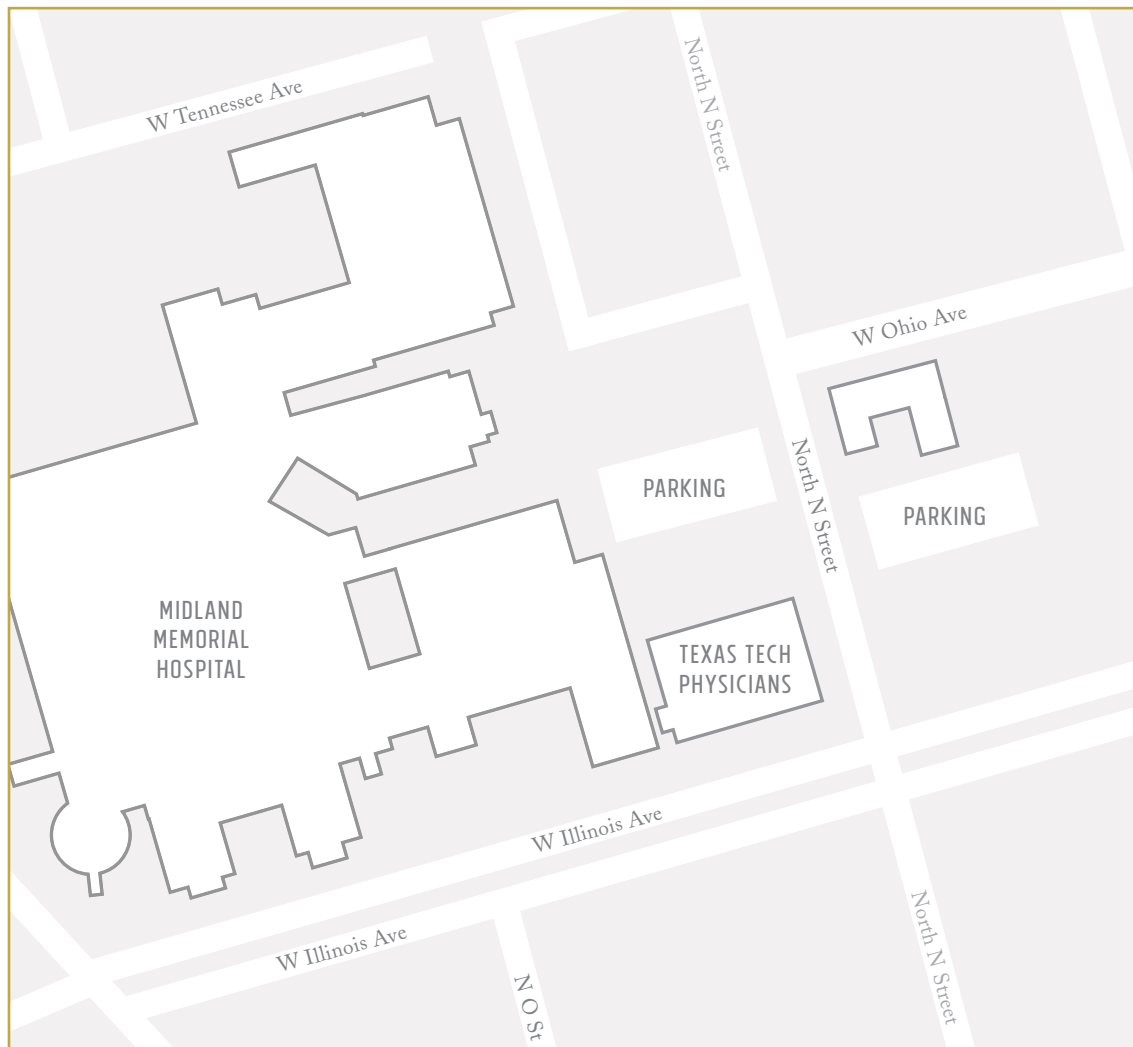 North N Street
W Tennessee Ave
W Ohio Ave
North N Street
PARKING
PARKING
MIDLAND
MEMORIAL
HOSPITAL
TEXAS TECH
PHYSICIANS
W Illinois Ave
W Illinois Ave
North N Street
N O St